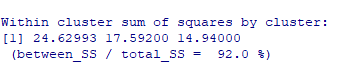 Within cluster sum of squares by cluster:
[1] 24.62993 17.59200 14.94000
(between_SS / total_SS =  92.0 %)